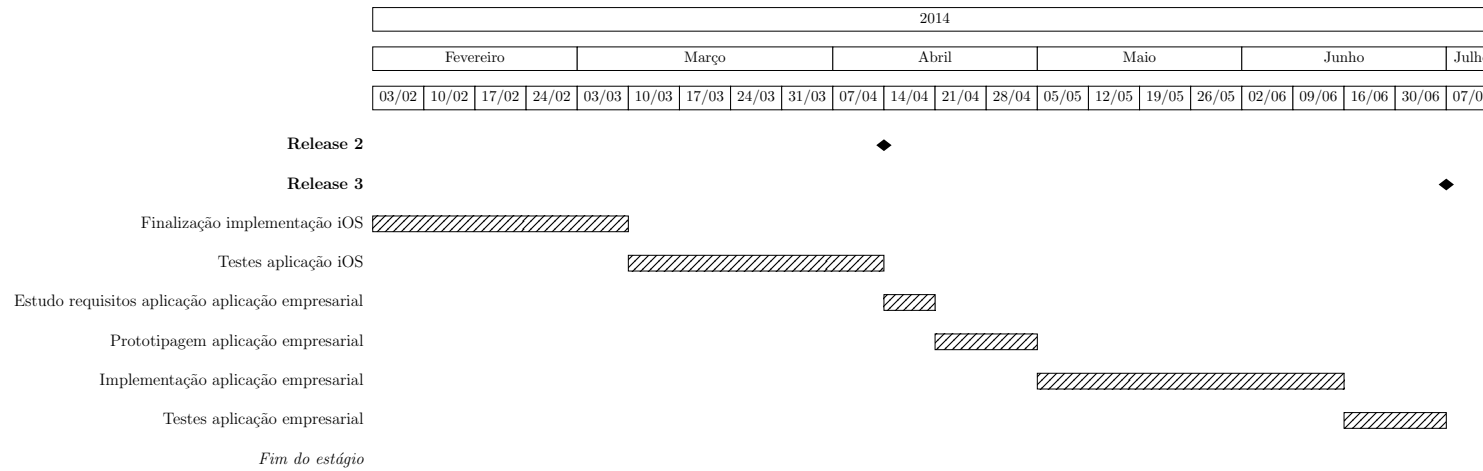 2014
Fevereiro Março Abril Maio Junho Julh
03/02 10/02 17/02 24/02 03/03 10/03 17/03 24/03 31/03 07/04 14/04 21/04 28/04 05/05 12/05 19/05 26/05 02/06 09/06 16/06 30/06 07/0
Release 2
Release 3
Finalização implementação iOS
Testes aplicação iOS
Estudo requisitos aplicação aplicação empresarial
Prototipagem aplicação empresarial
Implementação aplicação empresarial
Testes aplicação empresarial
Fim do estágio